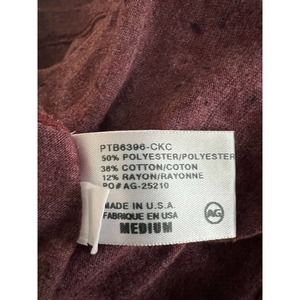 PTB6396-CKC
50% POLYESTER/POLYESTER
38% COTTON/COTON
12% RAYON/RAYONNE
PO# AG-25210
MADE IN U.S.A.
FABRIQUE EN USA
MEDIUM
AG